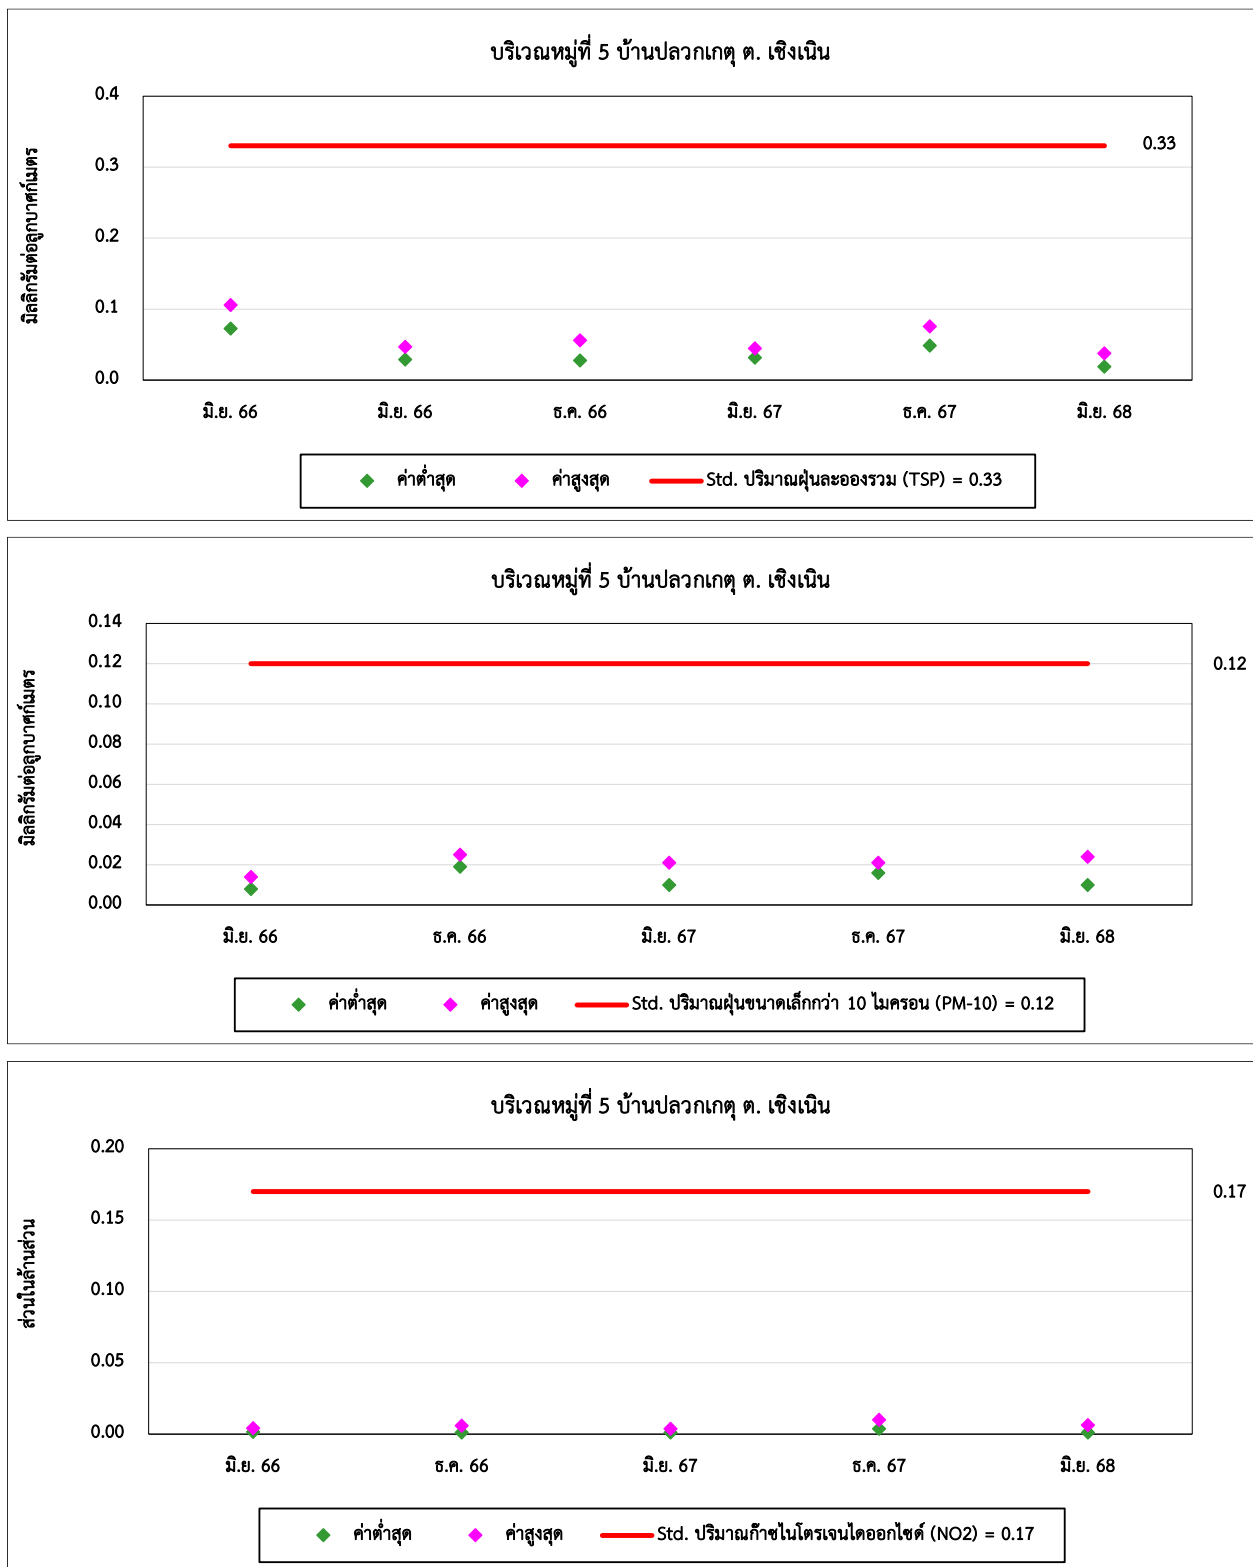 บริเวณหมู่ที่ 5 บ้านปลวกเกตุ ต. เชิงเนิน
มิลลิกรัมต่อลูกบาศก์เมตร
0.4
0.3
0.2
0.1
0.0
0.33
มิ.ย. 66 มิ.ย. 66 ธ.ค. 66 มิ.ย. 67 ธ.ค. 67 มิ.ย. 68
ค่าต่ำสุด ค่าสูงสุด Std. ปริมาณฝุ่นละอองรวม (TSP) = 0.33
บริเวณหมู่ที่ 5 บ้านปลวกเกตุ ต. เชิงเนิน
มิลลิกรัมต่อลูกบาศก์เมตร
0.14
0.12
0.10
0.08
0.06
0.04
0.02
0.00
0.12
มิ.ย. 66 ธ.ค. 66 มิ.ย. 67 ธ.ค. 67 มิ.ย. 68
ค่าต่ำสุด ค่าสูงสุด Std. ปริมาณฝุ่นขนาดเล็กกว่า 10 ไมครอน (PM-10) = 0.12
บริเวณหมู่ที่ 5 บ้านปลวกเกตุ ต. เชิงเนิน
ส่วนในล้านส่วน
0.20
0.15
0.10
0.05
0.00
0.17
มิ.ย. 66 ธ.ค. 66 มิ.ย. 67 ธ.ค. 67 มิ.ย. 68
ค่าต่ำสุด ค่าสูงสุด Std. ปริมาณก๊าซไนโตรเจนไดออกไซด์ (NO2) = 0.17